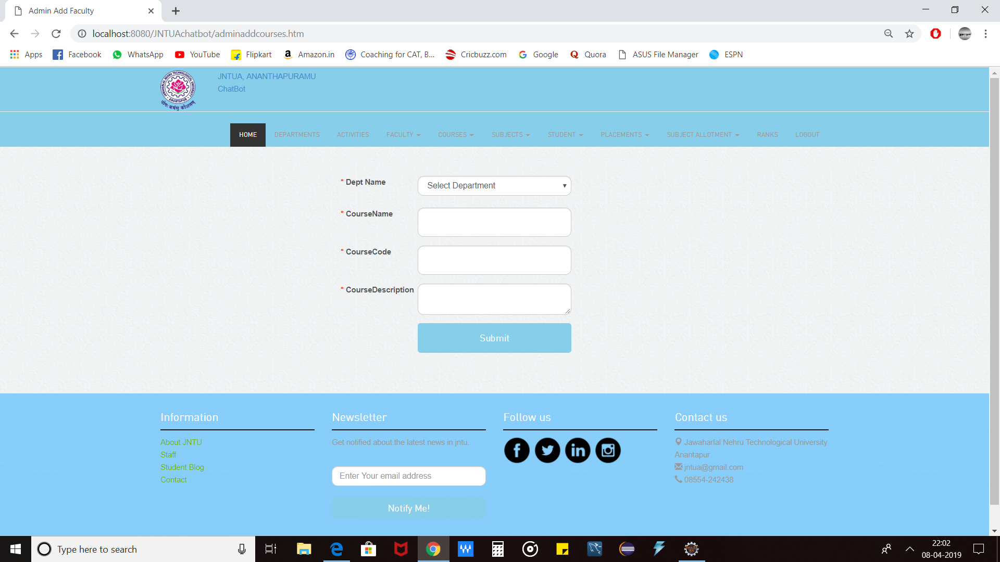 Admin Add Faculty
localhost:8080/JNTUAchatbot/adminaddcourses.htm
Apps Facebook WhatsApp YouTube Flipkart Amazon.in Coaching for CAT, B... Cricbuzz.com Google Quora ASUS File Manager ESPN
JNTUA, ANANTHAPURAMU
ChatBot
HOME DEPARTMENTS ACTIVITIES FACULTY COURSES SUBJECTS STUDENT PLACEMENTS SUBJECT ALLOTMENT RANKS LOGOUT
* Dept Name Select Department
* CourseName
* CourseCode
* CourseDescription
Submit
Information
About JNTU
Staff
Student Blog
Contact
Newsletter
Get notified about the latest news in jntu.
Enter Your email address
Notify Me!
Follow us
Contact us
Jawaharlal Nehru Technological University
Anantapur
jntua@gmail.com
08554-242438
Type here to search
22:02
08-04-2019